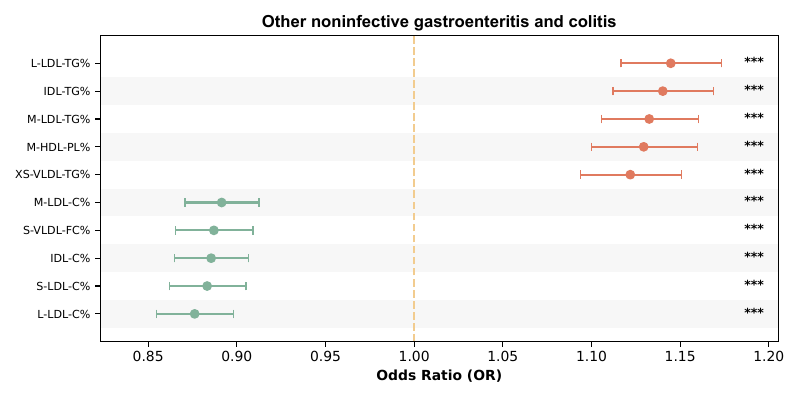 Other noninfective gastroenteritis and colitis
L-LDL-TG% ***
IDL-TG% ***
M-LDL-TG% ***
M-HDL-PL% ***
XS-VLDL-TG% ***
M-LDL-C% ***
S-VLDL-FC% ***
IDL-C% ***
S-LDL-C% ***
L-LDL-C% ***
0.85 0.90 0.95 1.00 1.05 1.10 1.15 1.20
Odds Ratio (OR)